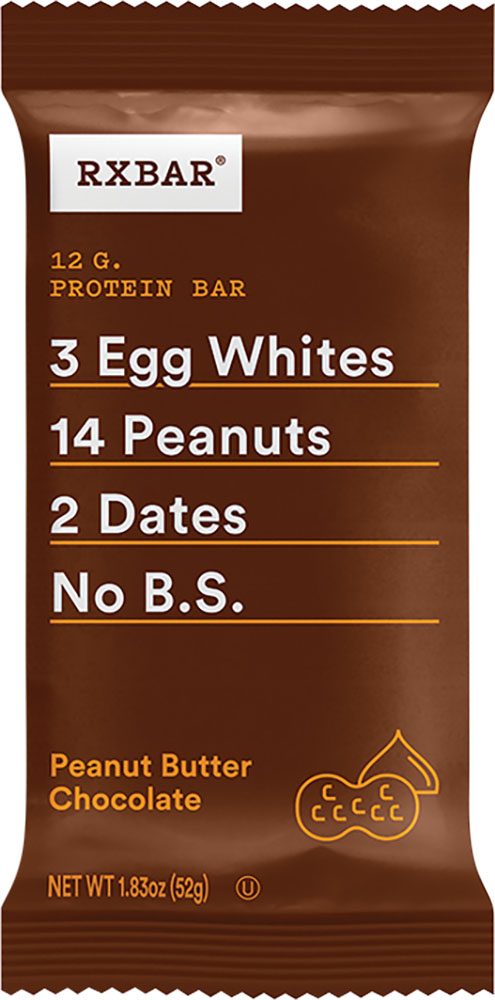 RXBAR®
12 G.
PROTEIN BAR
3 Egg Whites
14 Peanuts
2 Dates
No B.S.
Peanut Butter
Chocolate
NET WT 1.83oz (52g) Ⓤ